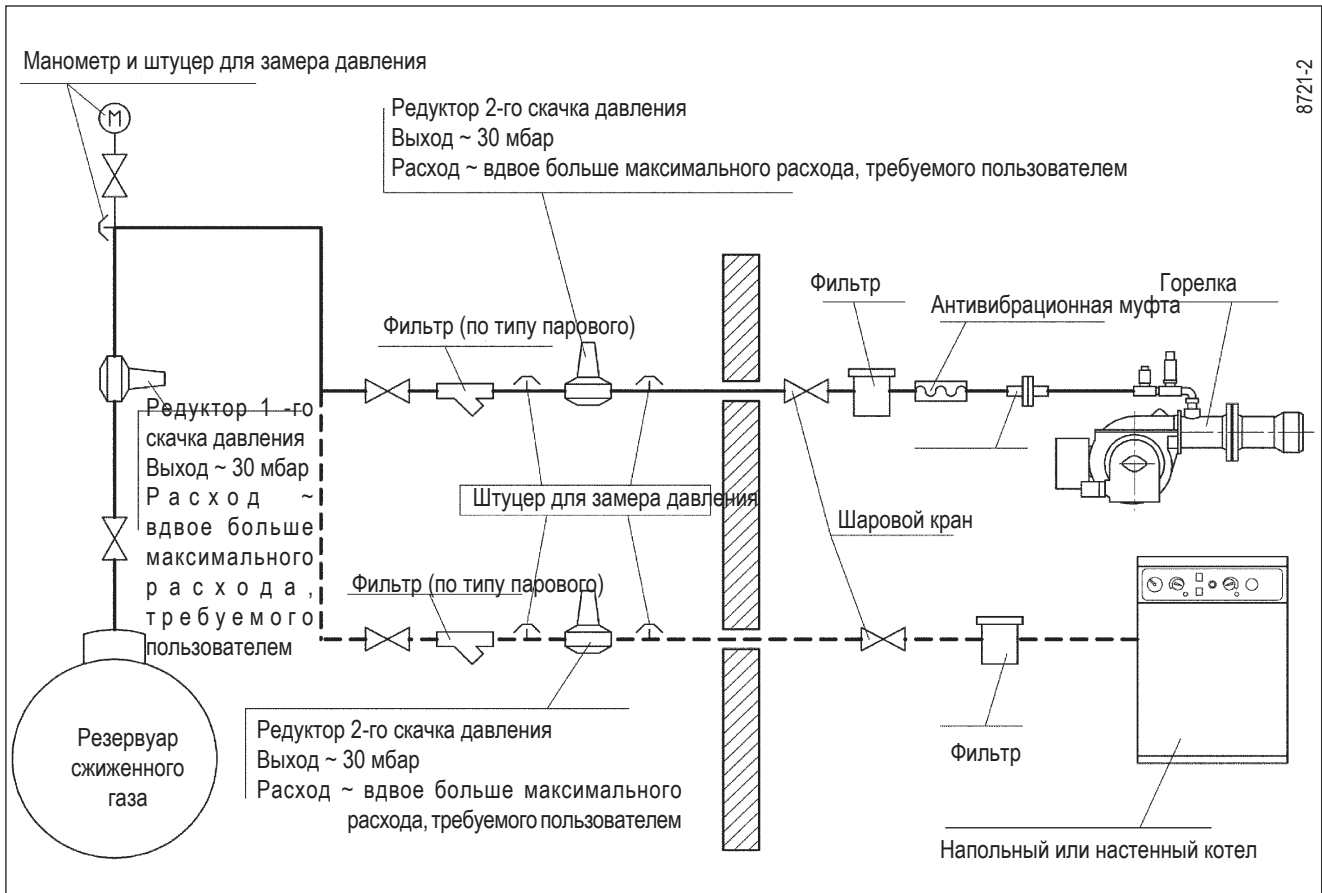 Манометр и штуцер для замера давления
8721-2
M
Редуктор 2-го скачка давления
Выход ~ 30 мбар
Расход ~ вдвое больше максимального расхода, требуемого пользователем
Фильтр
Антивибрационная муфта
Горелка
Фильтр (по типу парового)
Редуктор 1 -го
скачка давления
Выход ~ 30 мбар
Расход ~
вдвое больше
максимального
расхода,
требуемого
пользователем
Штуцер для замера давления
Шаровой кран
Фильтр (по типу парового)
Резервуар
сжиженного
газа
Редуктор 2-го скачка давления
Выход ~ 30 мбар
Расход ~ вдвое больше максимального
расхода, требуемого пользователем
Фильтр
Напольный или настенный котел